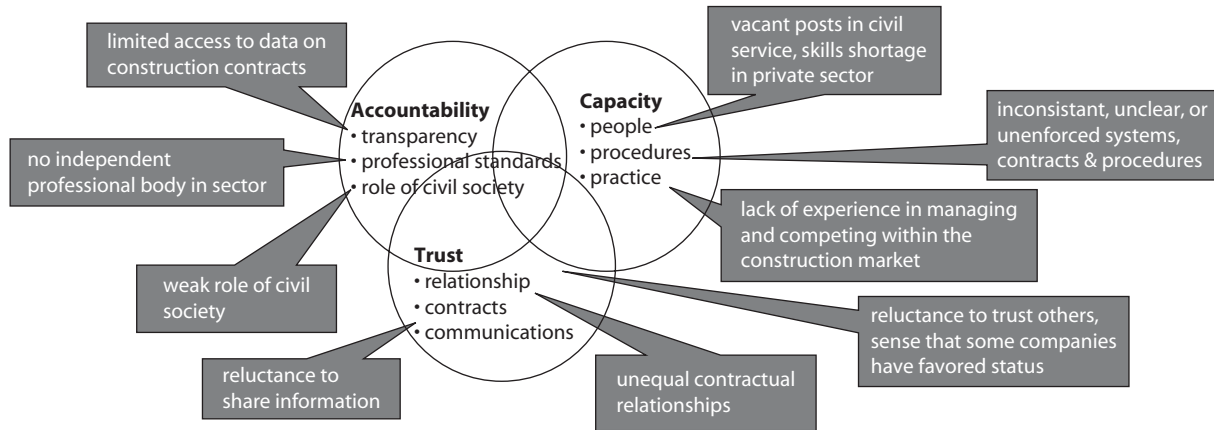 limited access to data on
construction contracts
no independent
professional body in sector
weak role of civil
society
Accountability
• transparency
• professional standards
• role of civil society
Capacity
• people
• procedures
• practice
Trust
• relationship
• contracts
• communications
vacant posts in civil
service, skills shortage
in private sector
inconsistant, unclear, or
unenforced systems,
contracts & procedures
lack of experience in managing
and competing within the
construction market
reluctance to trust others,
sense that some companies
have favored status
unequal contractual
relationships
reluctance to
share information